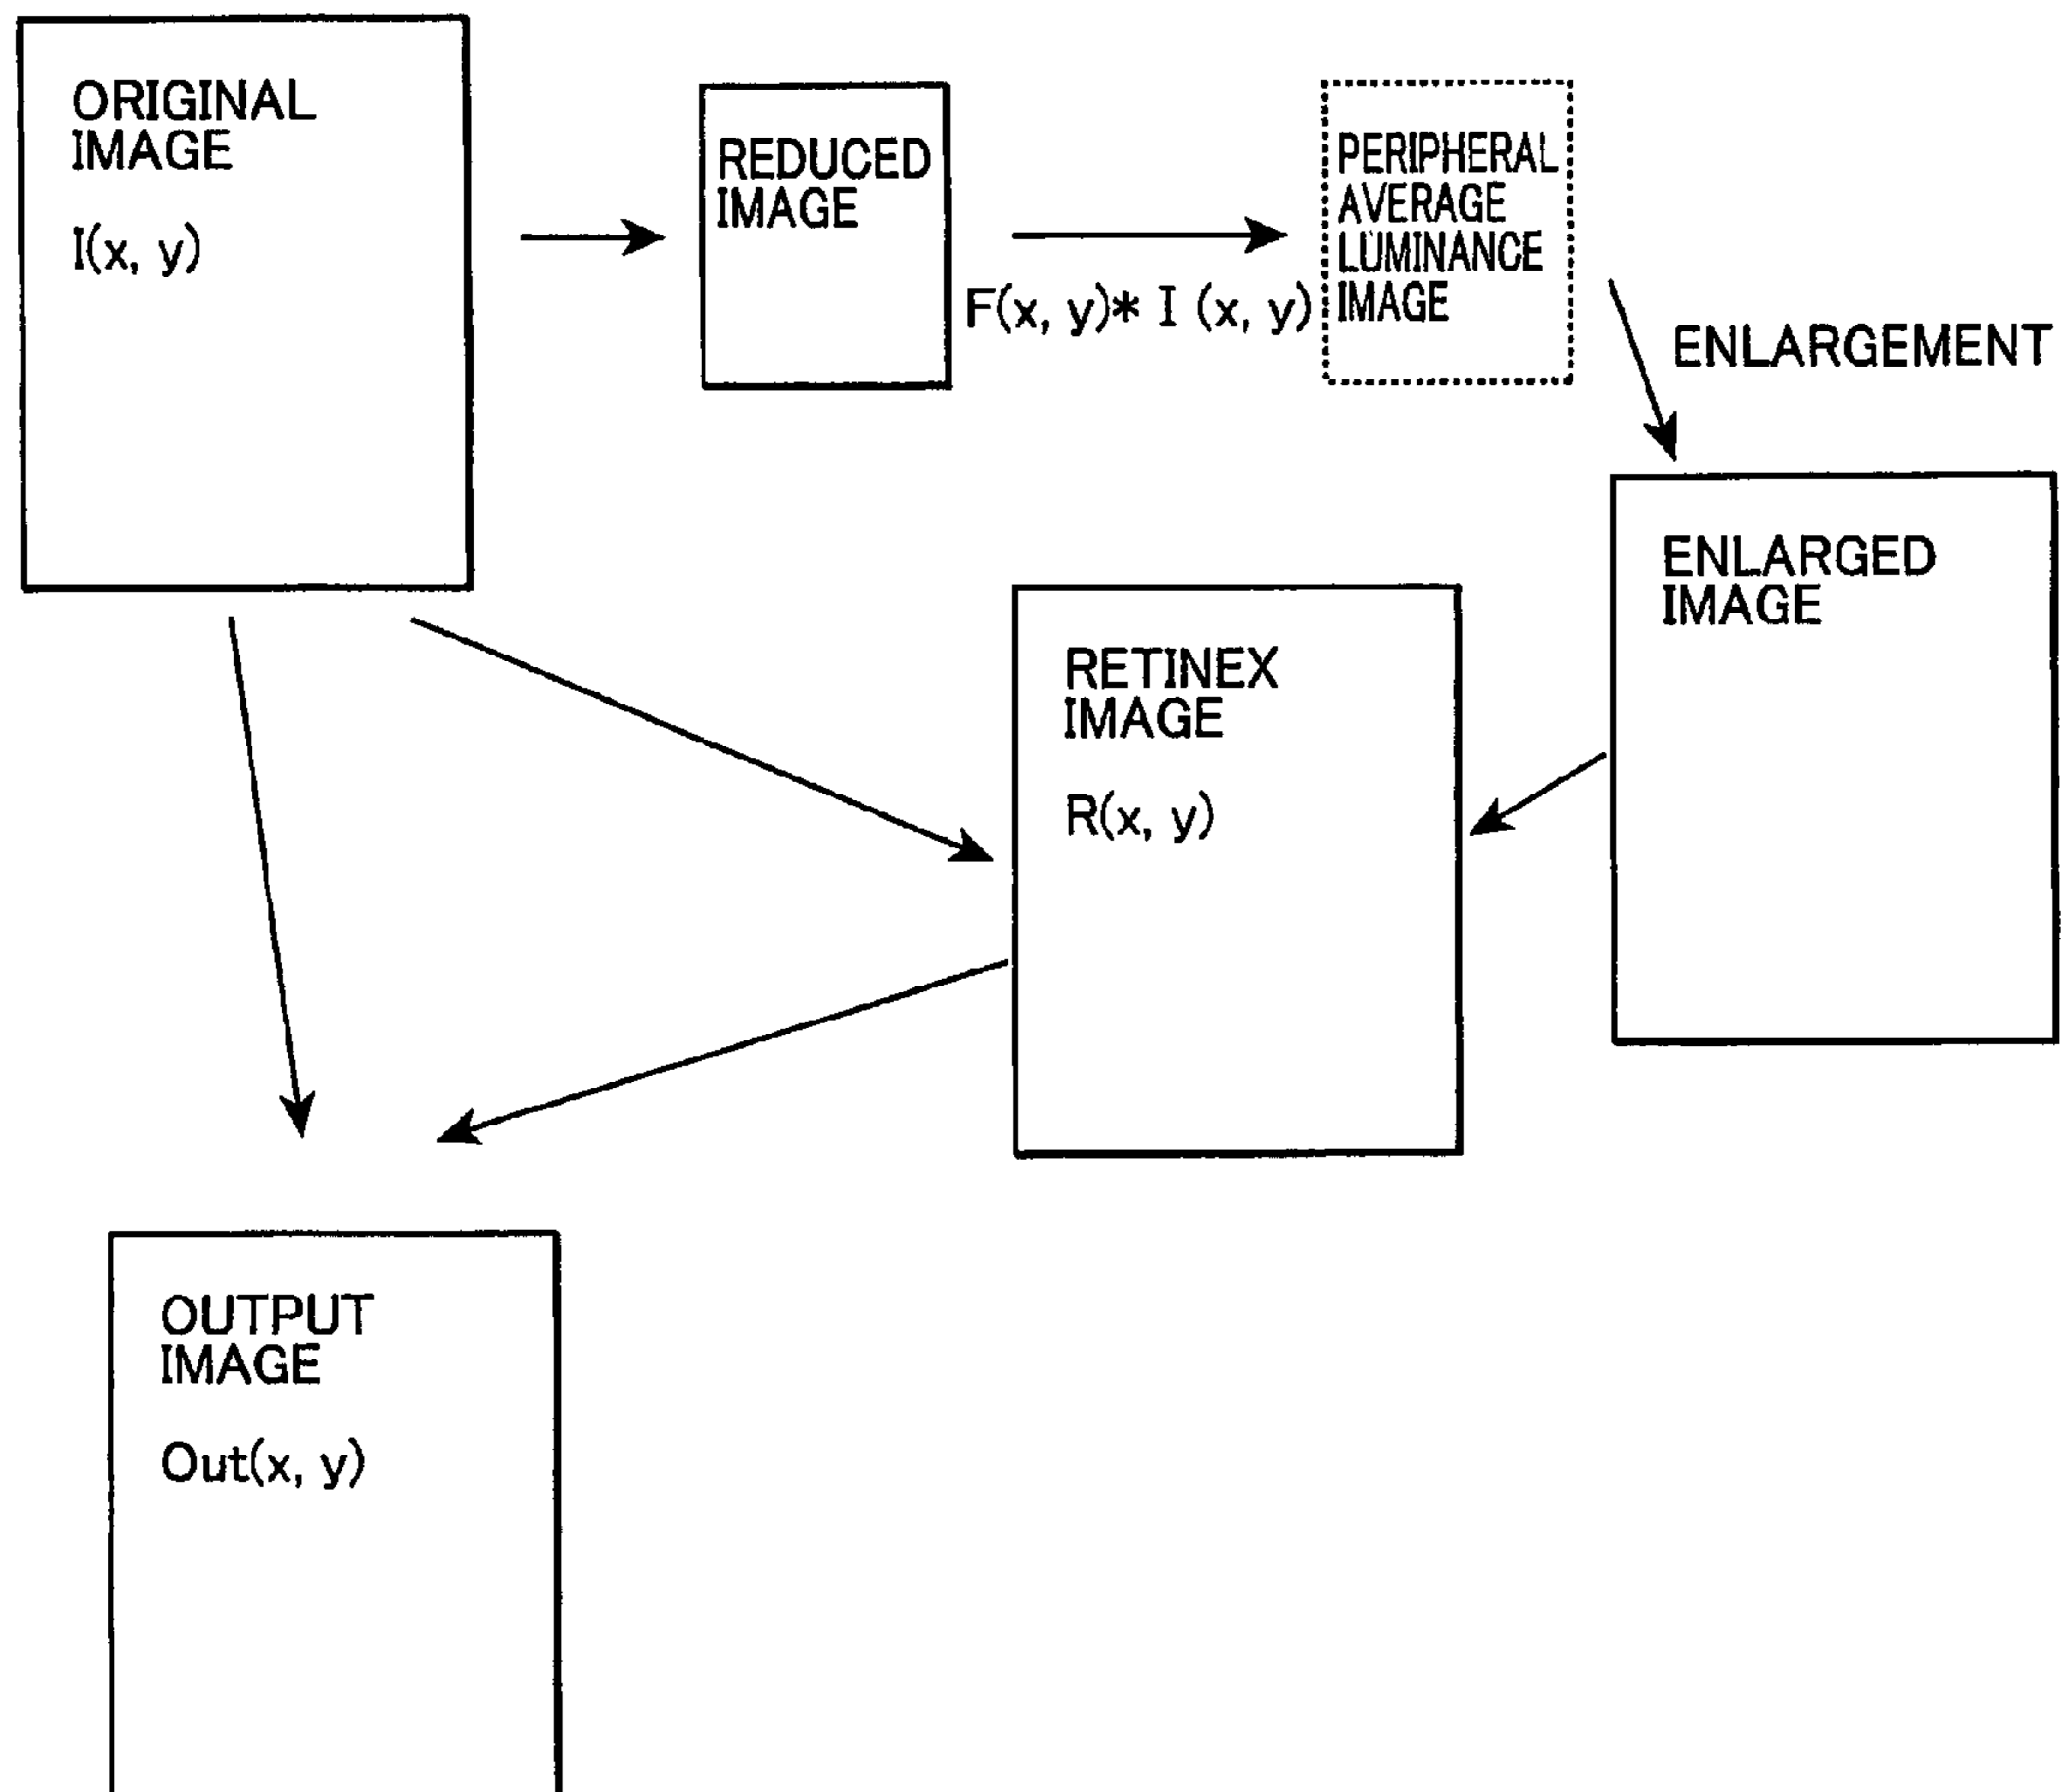 ORIGINAL
IMAGE
I(x, y)
REDUCED
IMAGE
F(x, y)* I (x, y)
PERIPHERAL
AVERAGE
LUMINANCE
IMAGE
ENLARGEMENT
ENLARGED
IMAGE
RETINEX
IMAGE
R(x, y)
OUTPUT
IMAGE
Out(x, y)